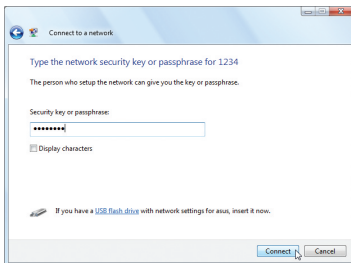 Connect to a network
Type the network security key or passphrase for 1234
The person who setup the network can give you the key or passphrase.
Security key or passphrase:
••••••••
Display characters
If you have a USB flash drive with network settings for asus, insert it now.
Connect Cancel